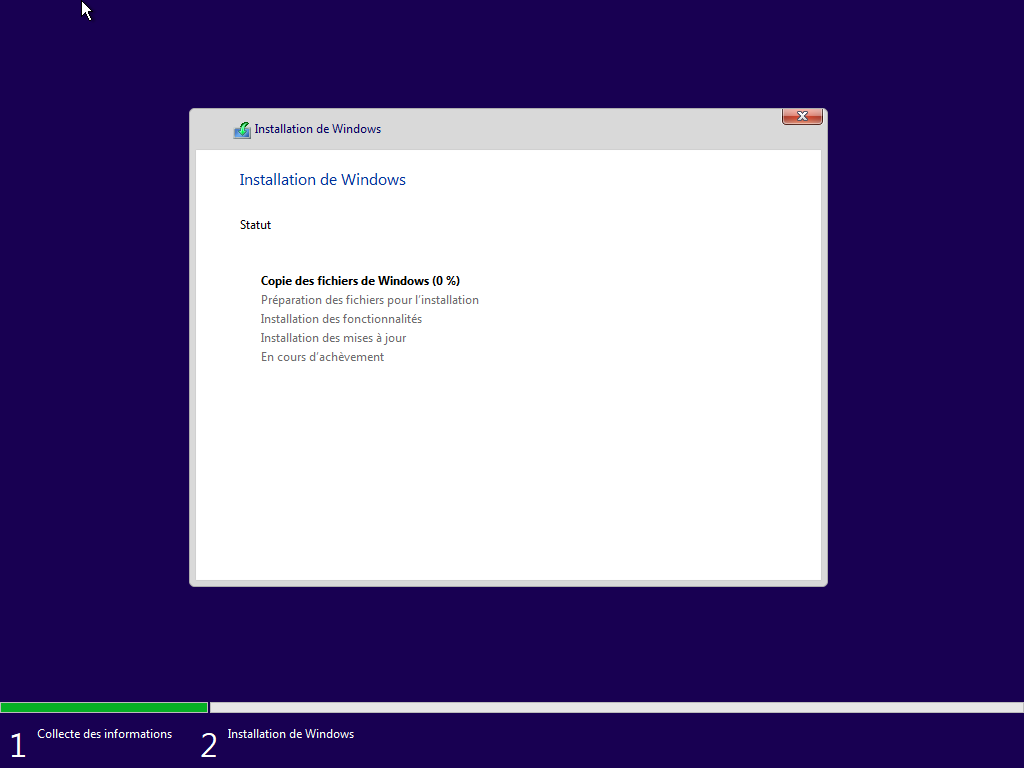 Installation de Windows
Installation de Windows
Statut
Copie des fichiers de Windows (0 %)
Préparation des fichiers pour l'installation
Installation des fonctionnalités
Installation des mises à jour
En cours d'achèvement
1 Collecte des informations 2 Installation de Windows